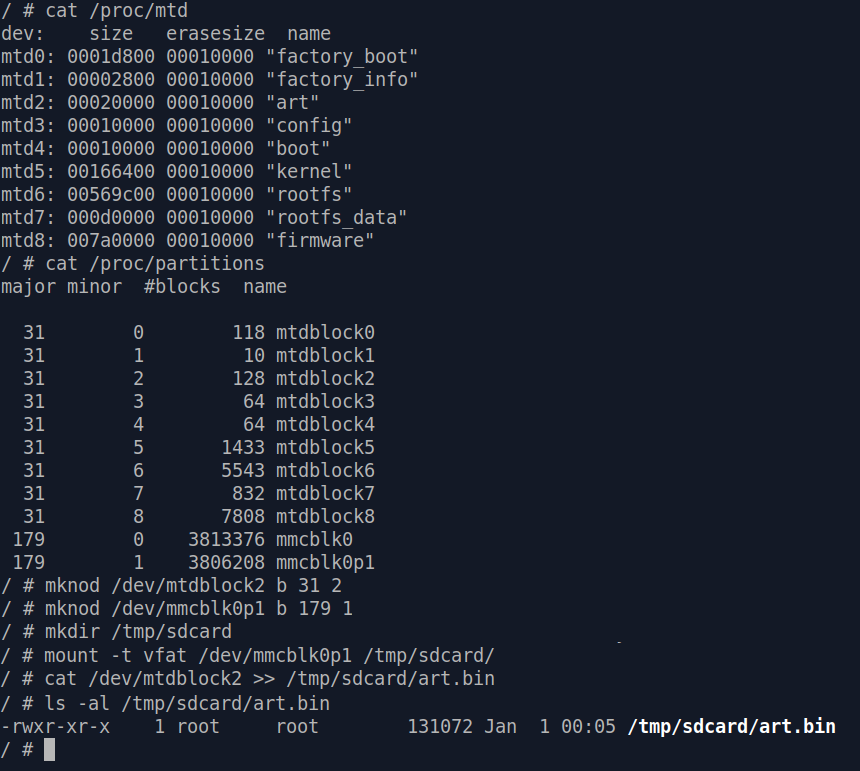 / # cat /proc/mtd
dev:    size   erasesize  name
mtd0: 0001d800 00010000 "factory_boot"
mtd1: 00002800 00010000 "factory_info"
mtd2: 00020000 00010000 "art"
mtd3: 00010000 00010000 "config"
mtd4: 00010000 00010000 "boot"
mtd5: 00166400 00010000 "kernel"
mtd6: 00569c00 00010000 "rootfs"
mtd7: 000d0000 00010000 "rootfs_data"
mtd8: 007a0000 00010000 "firmware"
/ # cat /proc/partitions
major minor  #blocks  name

  31        0        118 mtdblock0
  31        1         10 mtdblock1
  31        2        128 mtdblock2
  31        3         64 mtdblock3
  31        4         64 mtdblock4
  31        5       1433 mtdblock5
  31        6       5543 mtdblock6
  31        7        832 mtdblock7
  31        8       7808 mtdblock8
 179        0    3813376 mmcblk0
 179        1    3806208 mmcblk0p1
/ # mknod /dev/mtdblock2 b 31 2
/ # mknod /dev/mmcblk0p1 b 179 1
/ # mkdir /tmp/sdcard
/ # mount -t vfat /dev/mmcblk0p1 /tmp/sdcard/
/ # cat /dev/mtdblock2 >> /tmp/sdcard/art.bin
/ # ls -al /tmp/sdcard/art.bin
-rwxr-xr-x    1 root     root        131072 Jan  1 00:05 /tmp/sdcard/art.bin
/ #